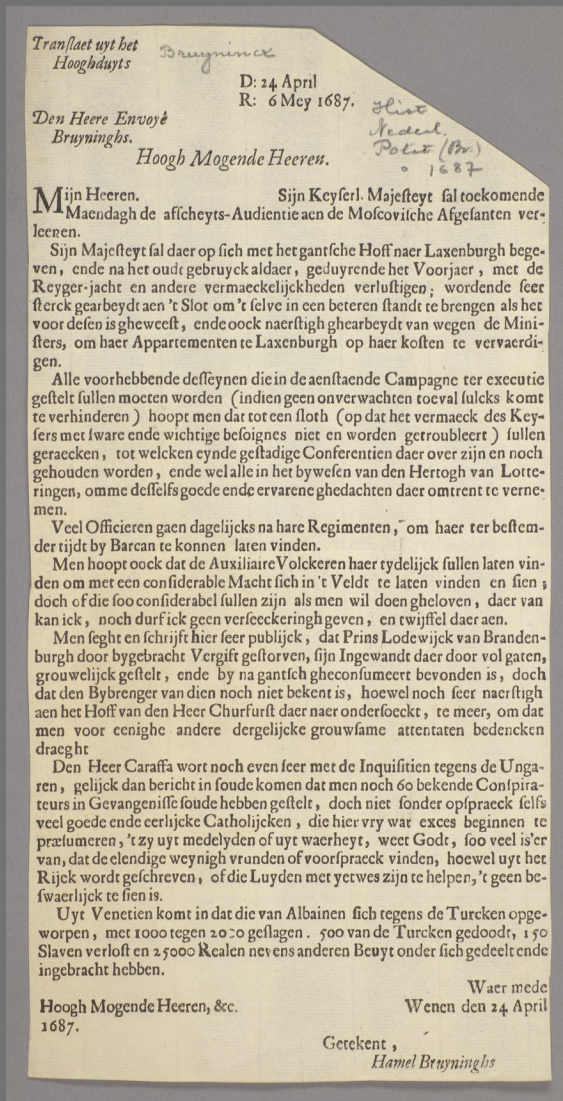 Translaet uyt het
Hooghduyts
Bruyninck
D: 24 April
R: 6 Mey 1687.
Den Heere Envoyé
Bruyninghs.
Hist
Nederl.
(Br.)
1687
Hoogh Mogende Heeren.
Mijn Heeren. Sijn Keyserl. Majesteyt sal toekomende
Maendagh de afscheyts-Audientie aen de Moscovische Afgesanten ver-
leenen.
Sijn Majesteyt sal daer op sich met het gantsche Hoff naer Laxenburgh bege-
ven, ende na het oudt gebruyck aldaer, geduyrende het Voorjaer, met de
Reyger-jacht en andere vermaeckelijckheden verlustigen; wordende seer
sterck gearbeydt aen 't Slot om 't selve in een beteren standt te brengen als het
voor desen is gheweest, ende oock naerstigh ghearbeydt van wegen de Mini-
sters, om haer Appartementen te Laxenburgh op haer kosten te vervaerdi-
gen.
Alle voorhebbende desseynen die in de aenstaende Campagne ter executie
gestelt sullen moeten worden (indien geen onverwachten toeval sulcks komt
te verhinderen) hoopt men dat tot een sloth (op dat het vermaeck des Key-
sers met sware ende wichtige besoignes niet en worden getroubleert) sullen
geraecken, tot welcken eynde gestadige Conferentien daer over zijn en noch
gehouden worden, ende wel alle in het bywesen van den Hertogh van Lotte-
ringen, omme desselfs goede ende ervarene ghedachten daer omtrent te verne-
men.
Veel Officieren gaen dagelijcks na hare Regimenten, om haer ter bestem-
der tijdt by Barcan te konnen laten vinden.
Men hoopt oock dat de Auxiliaire Volckeren haer tydelijck sullen laten vin-
den om met een considerable Macht sich in 't Veldt te laten vinden en sien;
doch of die soo considerabel sullen zijn als men wil doen gheloven, daer van
kan ick, noch durf ick geen verseeckeringh geven, en twijffel daer aen.
Men seght en schrijft hier seer publijck, dat Prins Lodewijck van Branden-
burgh door bygebracht Vergift gestorven, sijn Ingewandt daer door vol gaten,
grouwelijck gestelt, ende by na gantsch gheconsumeert bevonden is, doch
dat den Bybrenger van dien noch niet bekent is, hoewel noch seer naerstigh
aen het Hoff van den Heer Churfurst daer naer ondersoeckt, te meer, om dat
men voor eenighe andere dergelijcke grouwsame attentaten bedencken
draeght
Den Heer Caraffa wort noch even seer met de Inquisitien tegens de Unga-
ren, gelijck dan bericht in soude komen dat men noch 60 bekende Conspira-
teurs in Gevangenisse soude hebben gestelt, doch niet sonder opspraeck selfs
veel goede ende eerlijcke Catholijcken, die hier vry war exces beginnen te
præsumeren, 't zy uyt medelyden of uyt waerheyt, weet Godt, soo veel is'er
van, dat de elendige weynigh vrunden of voorspraeck vinden, hoewel uyt het
Rijck wordt geschreven, of die Luyden met yetwes zijn te helpen, 't geen be-
swaerlijck te sien is.
Uyt Venetien komt in dat die van Albainen sich tegens de Turcken opge-
worpen, met 1000 tegen 2000 geslagen. 500 van de Turcken gedoodt, 150
Slaven verlost en 25000 Realen nevens anderen Beuyt onder sich gedeelt ende
ingebracht hebben.
Waer mede
Hoogh Mogende Heeren, &c. Wenen den 24 April
1687.
Getekent,
Hamel Bruyninghs